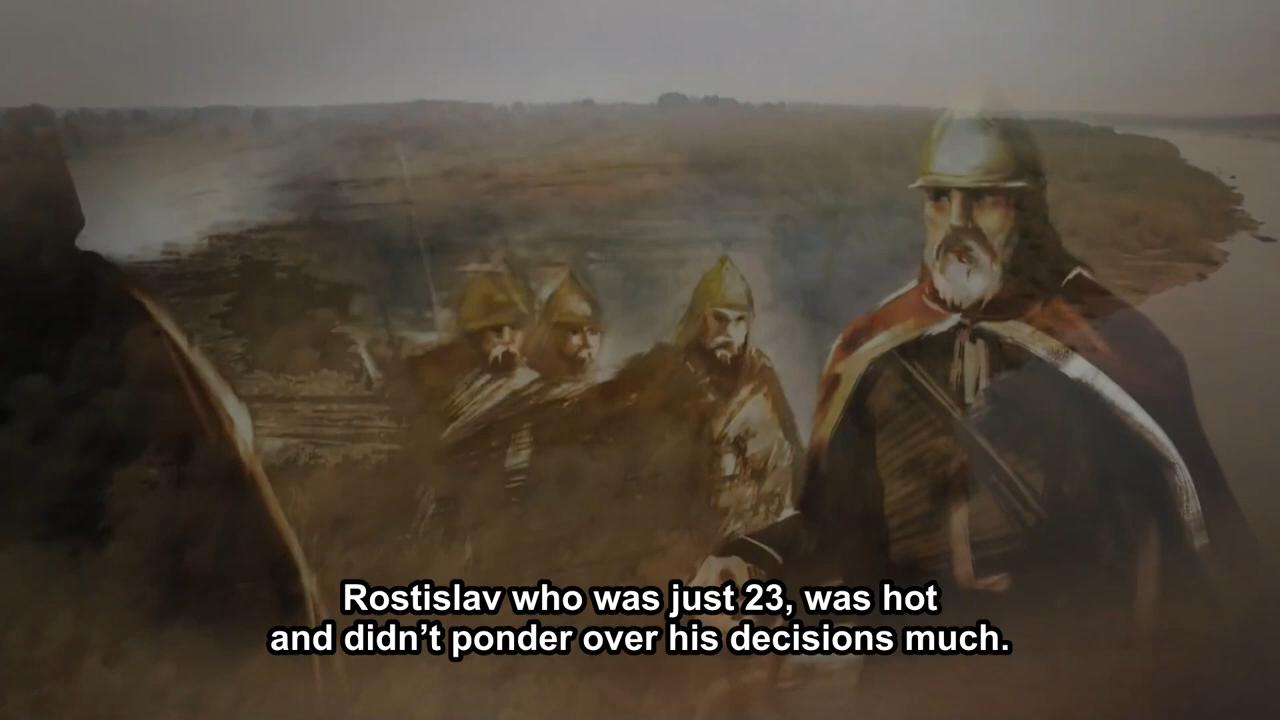 Rostislav who was just 23, was hot
and didn’t ponder over his decisions much.